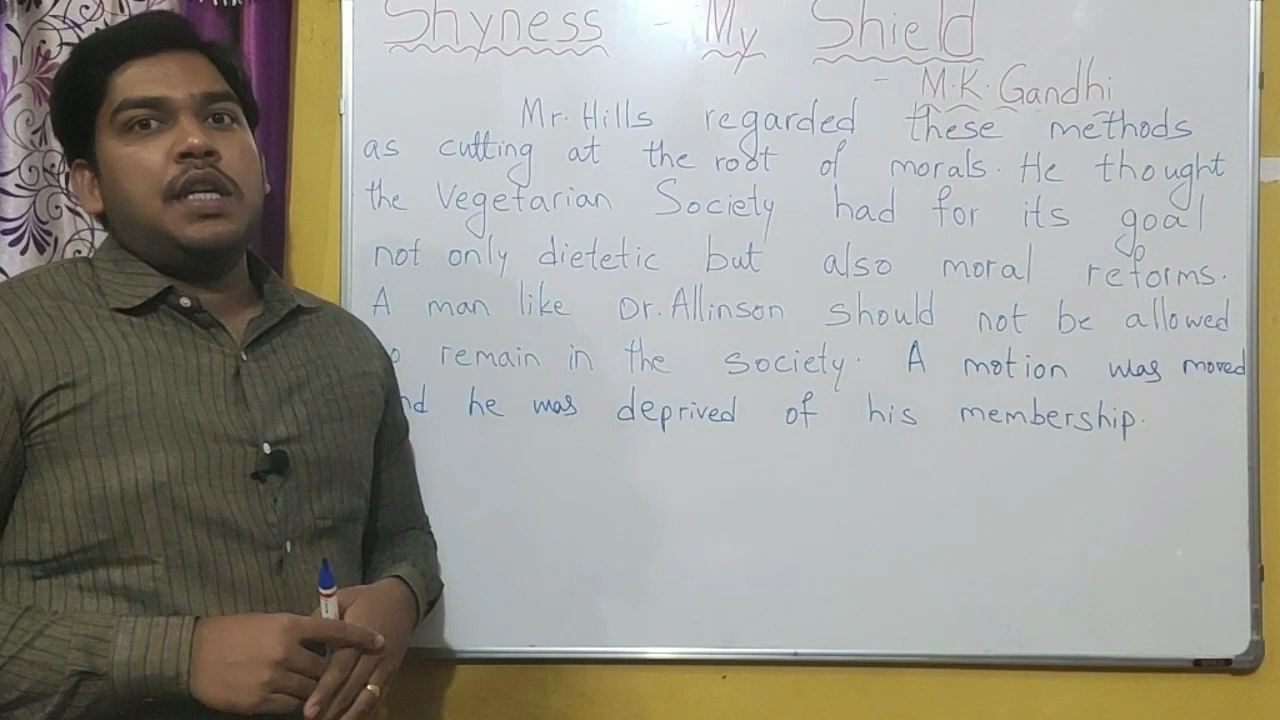 Shyness - My Shield
- M.K. Gandhi
Mr. Hills regarded these methods
as cutting at the root of morals. He thought
the Vegetarian Society had for its goal
not only dietetic but also moral reforms.
A man like Dr. Allinson should not be allowed
remain in the society. A motion was moved
he was deprived of his membership.